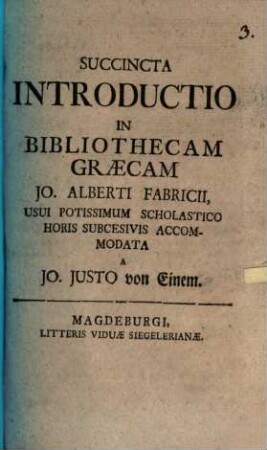 3.
SUCCINCTA
INTRODUCTIO
IN
BIBLIOTHECAM
GRÆCAM
JO. ALBERTI FABRICII,
USUI POTISSIMUM SCHOLASTICO
HORIS SUBCESIVIS ACCOM-
MODATA
A
JO. JUSTO von Einem.
MAGDEBURGI,
LITTERIS VIDUÆ SIEGELERIANÆ.